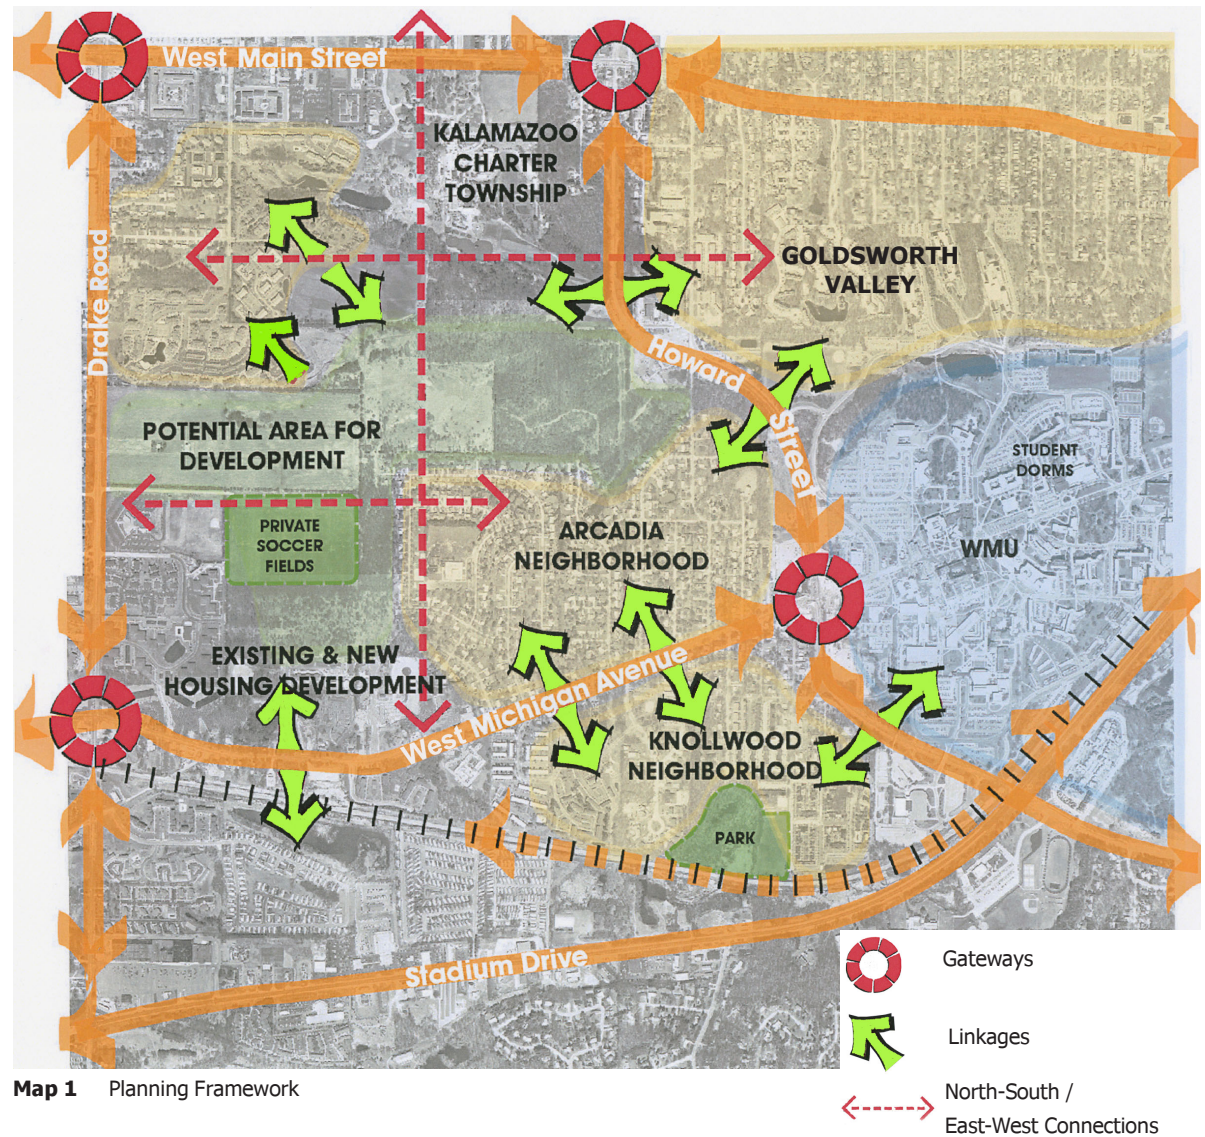 West Main Street
KALAMAZOO
CHARTER
TOWNSHIP
GOLDSWORTH
VALLEY
Drake Road
Howard
Street
POTENTIAL AREA FOR
DEVELOPMENT
STUDENT
DORMS
PRIVATE
SOCCER
FIELDS
ARCADIA
NEIGHBORHOOD
WMU
EXISTING & NEW
HOUSING DEVELOPMENT
West Michigan Avenue
KNOLLWOOD
NEIGHBORHOOD
PARK
Stadium Drive
Gateways
Linkages
North-South /
East-West Connections
Map 1 Planning Framework